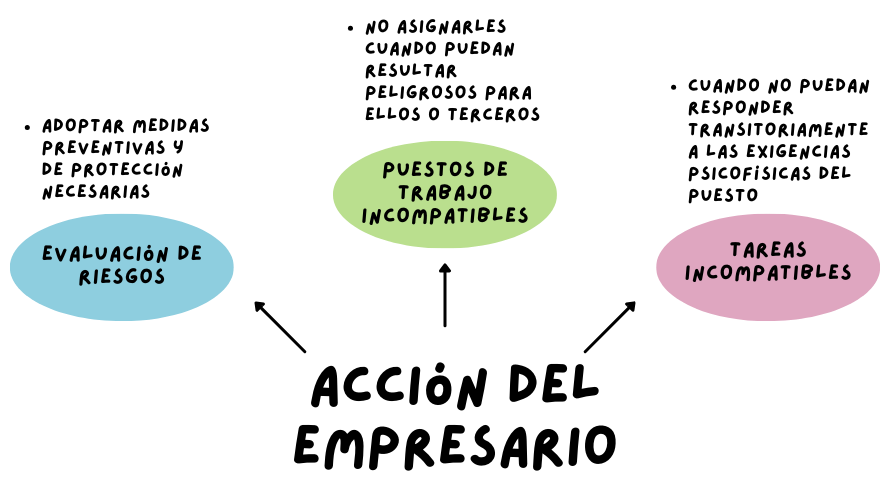 • ADOPTAR MEDIDAS
PREVENTIVAS Y
DE PROTECCIÓN
NECESARIAS
EVALUACIÓN DE
RIESGOS
• NO ASIGNARLES
CUANDO PUEDAN
RESULTAR
PELIGROSOS PARA
ELLOS O TERCEROS
PUESTOS DE
TRABAJO
INCOMPATIBLES
• CUANDO NO PUEDAN
RESPONDER
TRANSITORIAMENTE
A LAS EXIGENCIAS
PSICOFÍSICAS DEL
PUESTO
TAREAS
INCOMPATIBLES
ACCIÓN DEL
EMPRESARIO